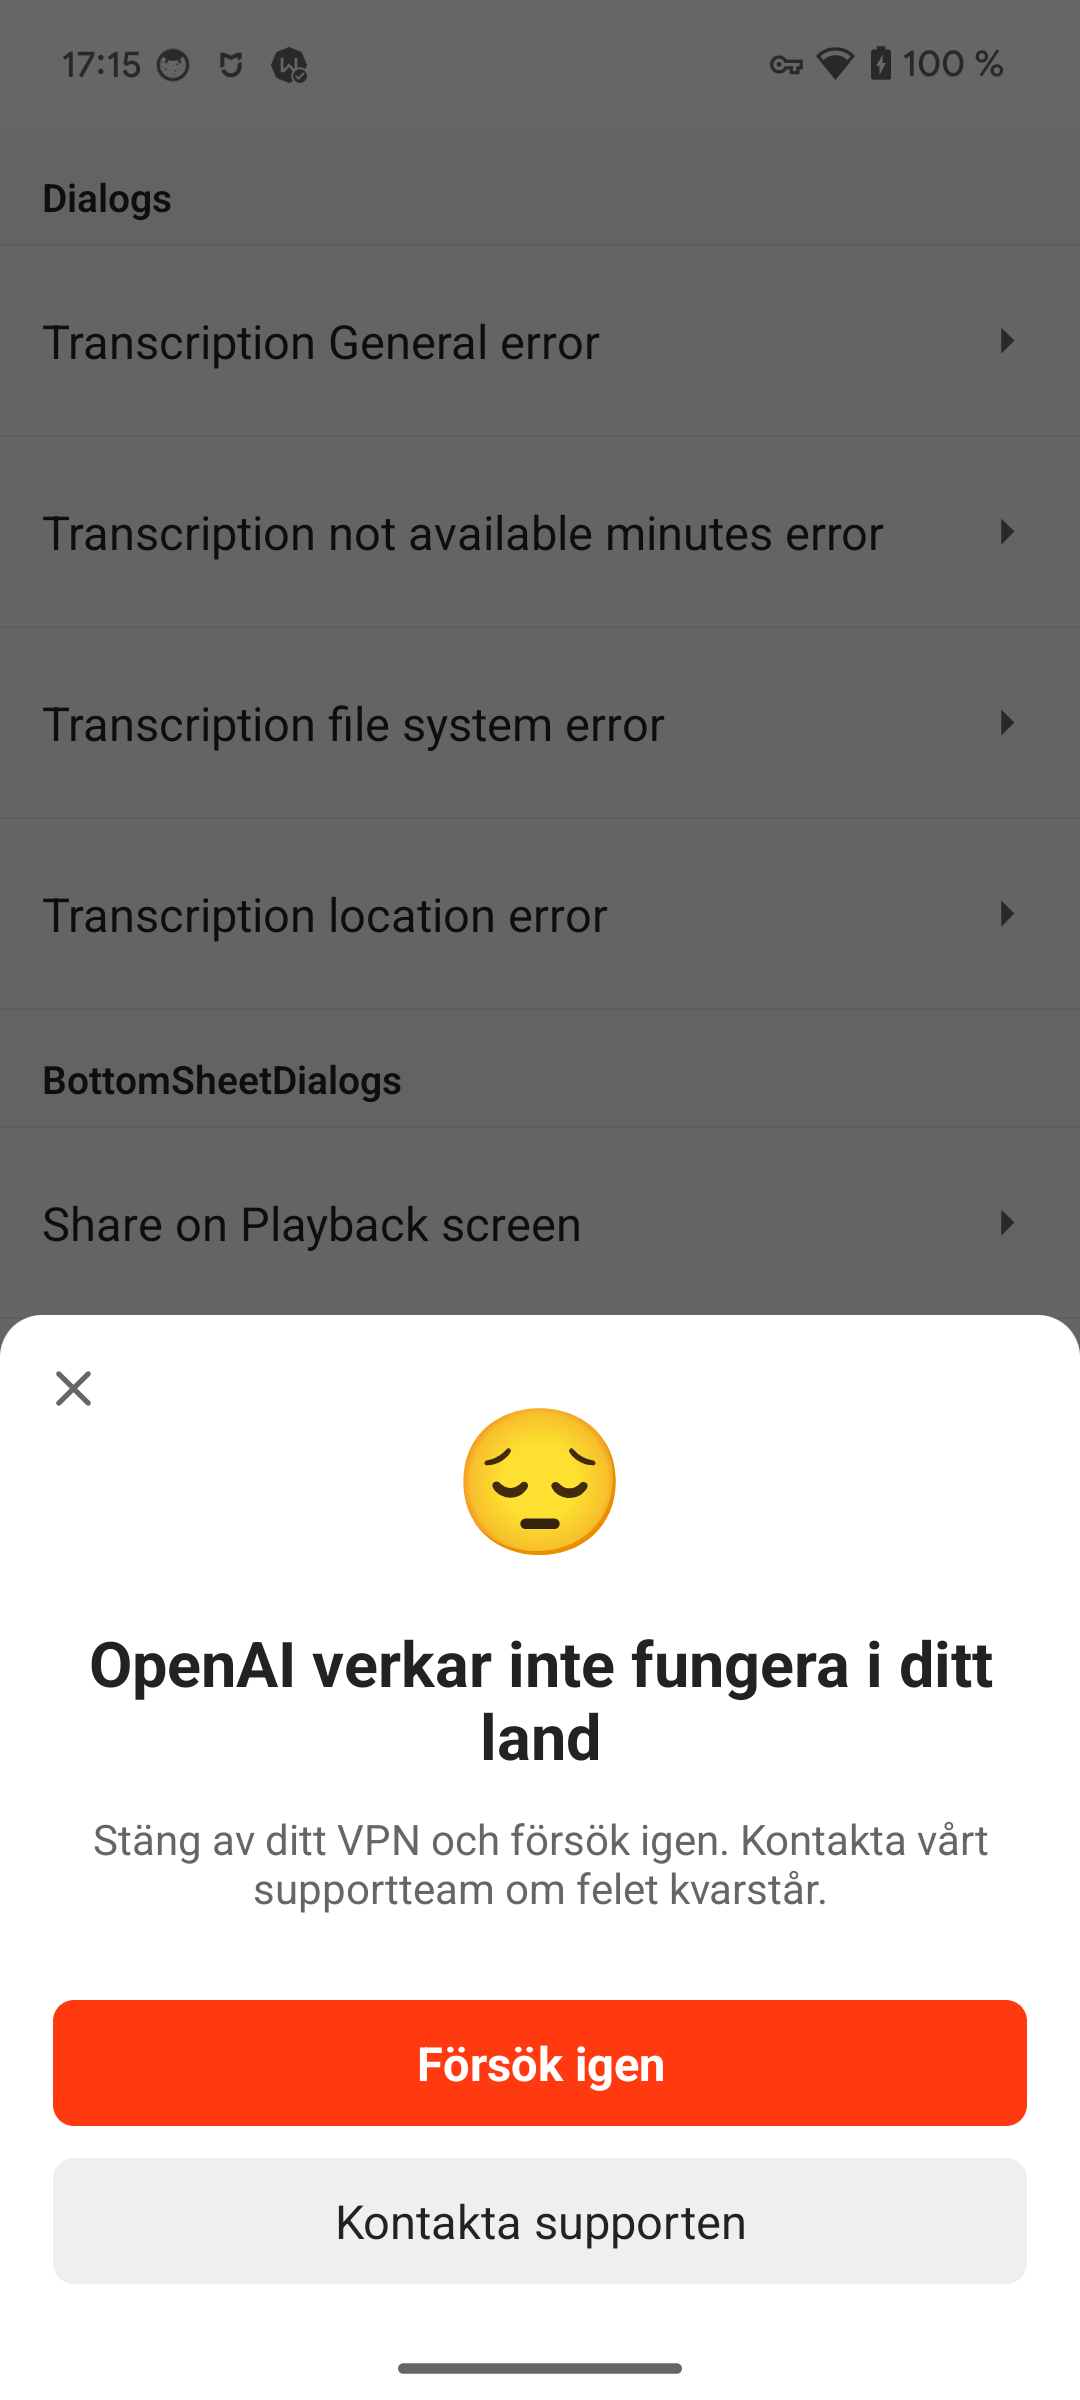 17:15
100 %
Dialogs
Transcription General error
Transcription not available minutes error
Transcription file system error
Transcription location error
BottomSheetDialogs
Share on Playback screen
OpenAI verkar inte fungera i ditt
land
Stäng av ditt VPN och försök igen. Kontakta vårt
supportteam om felet kvarstår.
Försök igen
Kontakta supporten